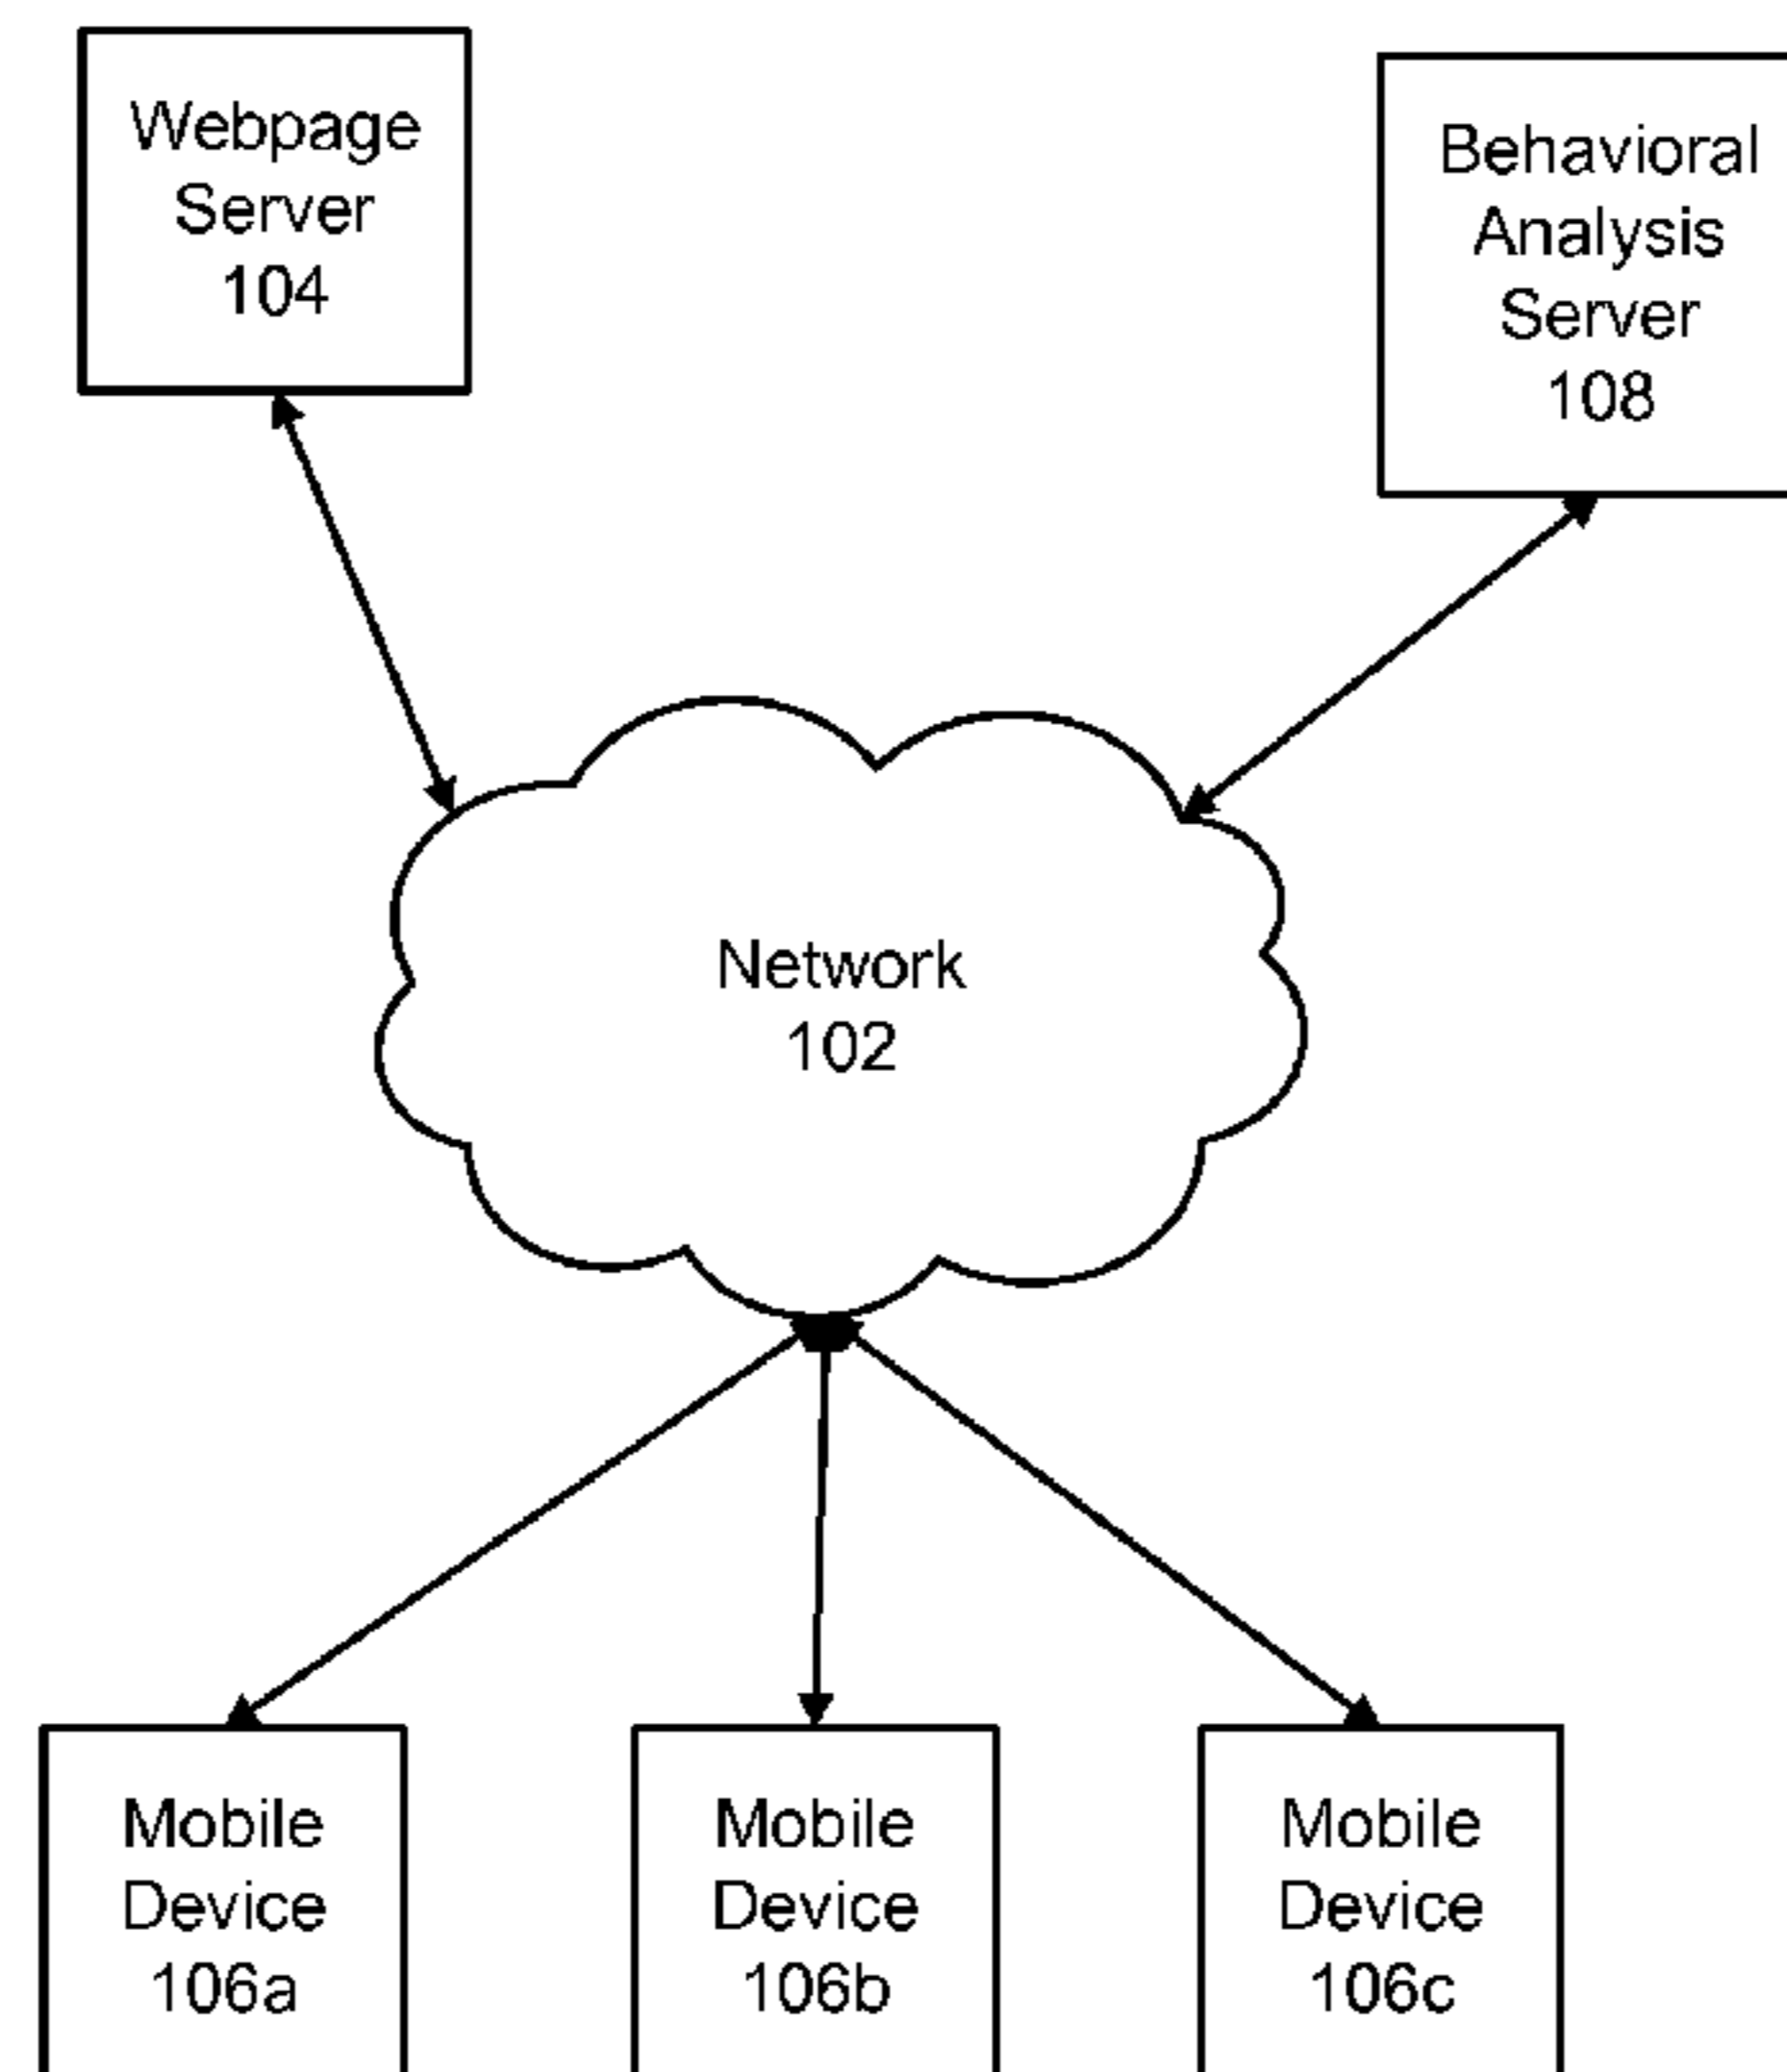 Webpage
Server
104
Behavioral
Analysis
Server
108
Network
102
Mobile
Device
106a
Mobile
Device
106b
Mobile
Device
106c